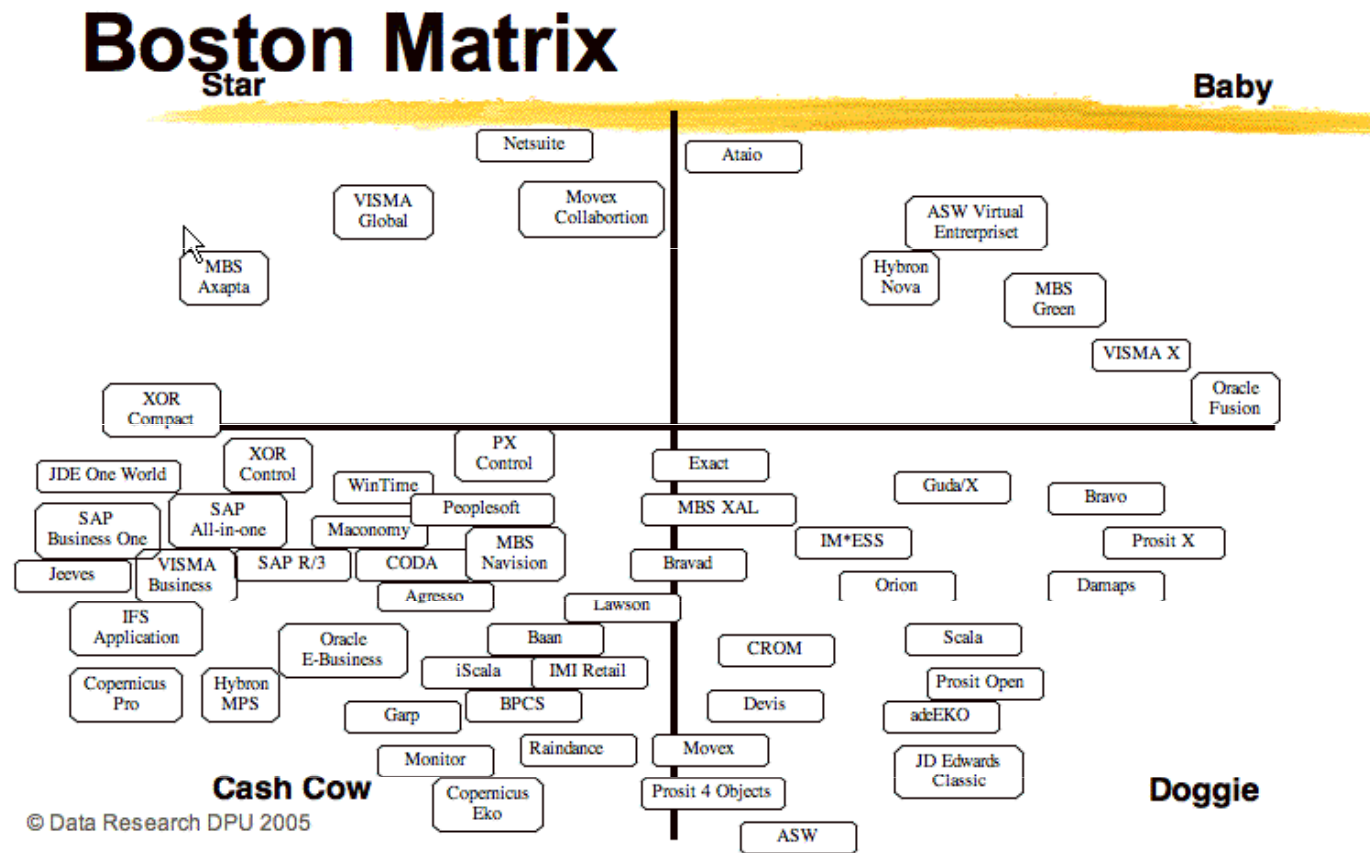 Boston Matrix
Star
Baby
Netsuite
Ataio
VISMA
Global
Movex
Collabortion
ASW Virtual
Entrerpriset
MBS
Axapta
Hybron
Nova
MBS
Green
VISMA X
XOR
Compact
Oracle
Fusion
PX
Control
XOR
Control
JDE One World
WinTime
Exact
Guda/X
Bravo
SAP
Business One
SAP
All-in-one
Peoplesoft
MBS XAL
Maconomy
MBS
Navision
IM*ESS
Prosit X
Jeeves
VISMA
Business
SAP R/3
CODA
Bravad
Orion
Damaps
Agresso
Lawson
IFS
Application
Oracle
E-Business
Baan
CROM
Scala
iScala
IMI Retail
Prosit Open
Copernicus
Pro
Hybron
MPS
Garp
BPCS
Devis
adeEKO
Monitor
Raindance
Movex
JD Edwards
Classic
Cash Cow
Copernicus
Eko
Prosit 4 Objects
Doggie
© Data Research DPU 2005
ASW